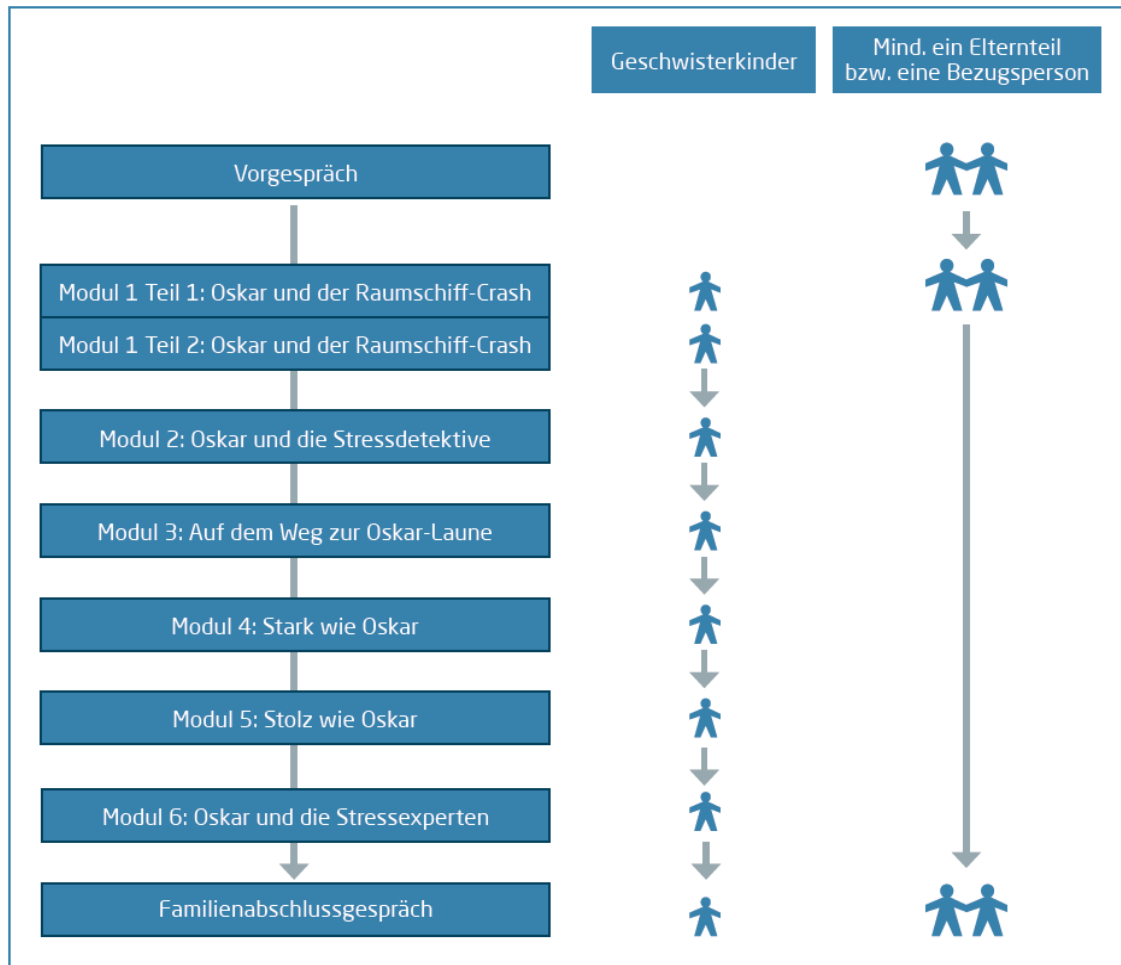 Geschwisterkinder
Mind. ein Elternteil
bzw. eine Bezugsperson
Vorgespräch
Modul 1 Teil 1: Oskar und der Raumschiff-Crash
Modul 1 Teil 2: Oskar und der Raumschiff-Crash
Modul 2: Oskar und die Stressdetektive
Modul 3: Auf dem Weg zur Oskar-Laune
Modul 4: Stark wie Oskar
Modul 5: Stolz wie Oskar
Modul 6: Oskar und die Stressexperten
Familienabschlussgespräch